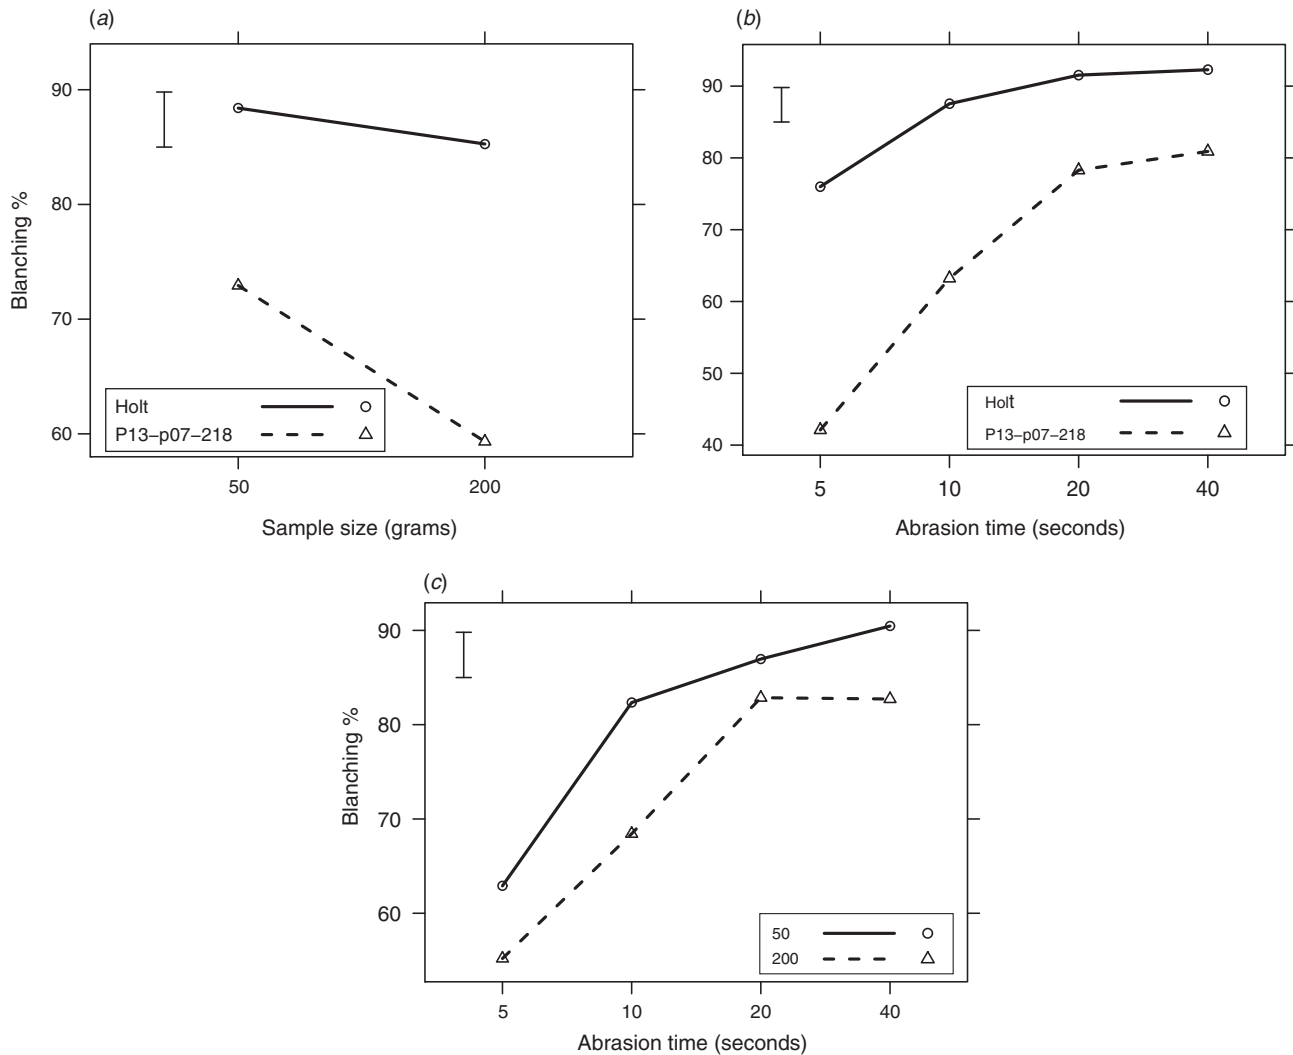 (a)
Blanching %
90
80
70
60
Holt
P13–p07–218
50 200
Sample size (grams)
(b)
90
80
70
60
50
40
Holt
P13–p07–218
5 10 20 40
Abrasion time (seconds)
(c)
Blanching %
90
80
70
60
50
200
5 10 20 40
Abrasion time (seconds)